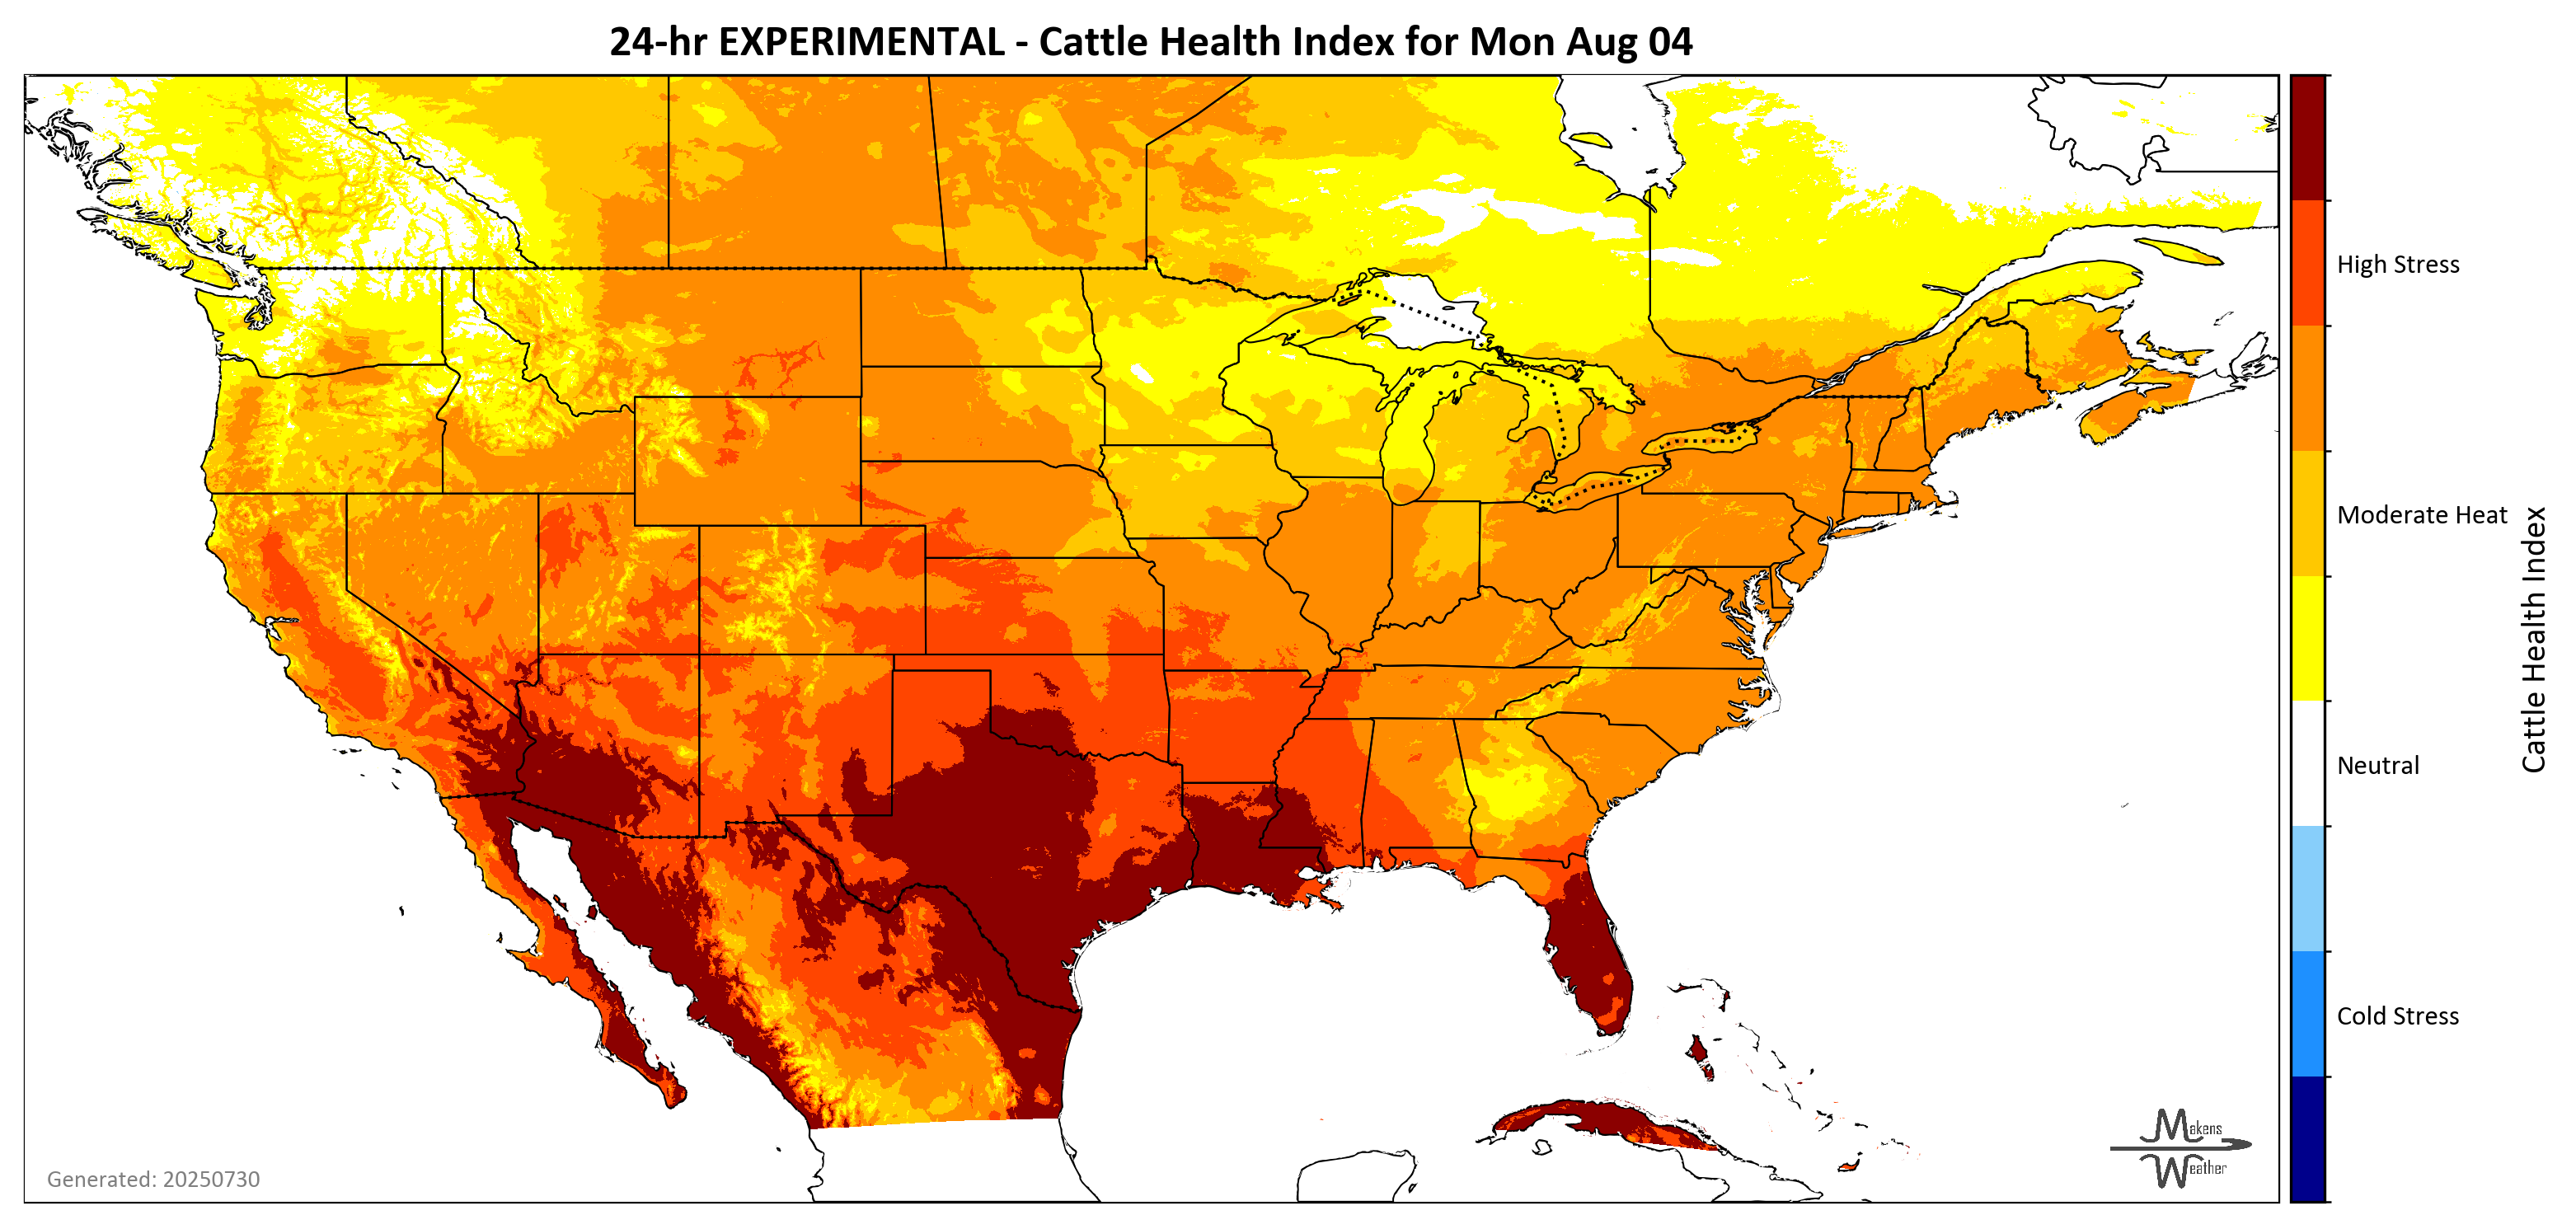 24-hr EXPERIMENTAL - Cattle Health Index for Mon Aug 04
High Stress
Moderate Heat
Neutral
Cold Stress
Cattle Health Index
Generated: 20250730
Makens
Weather